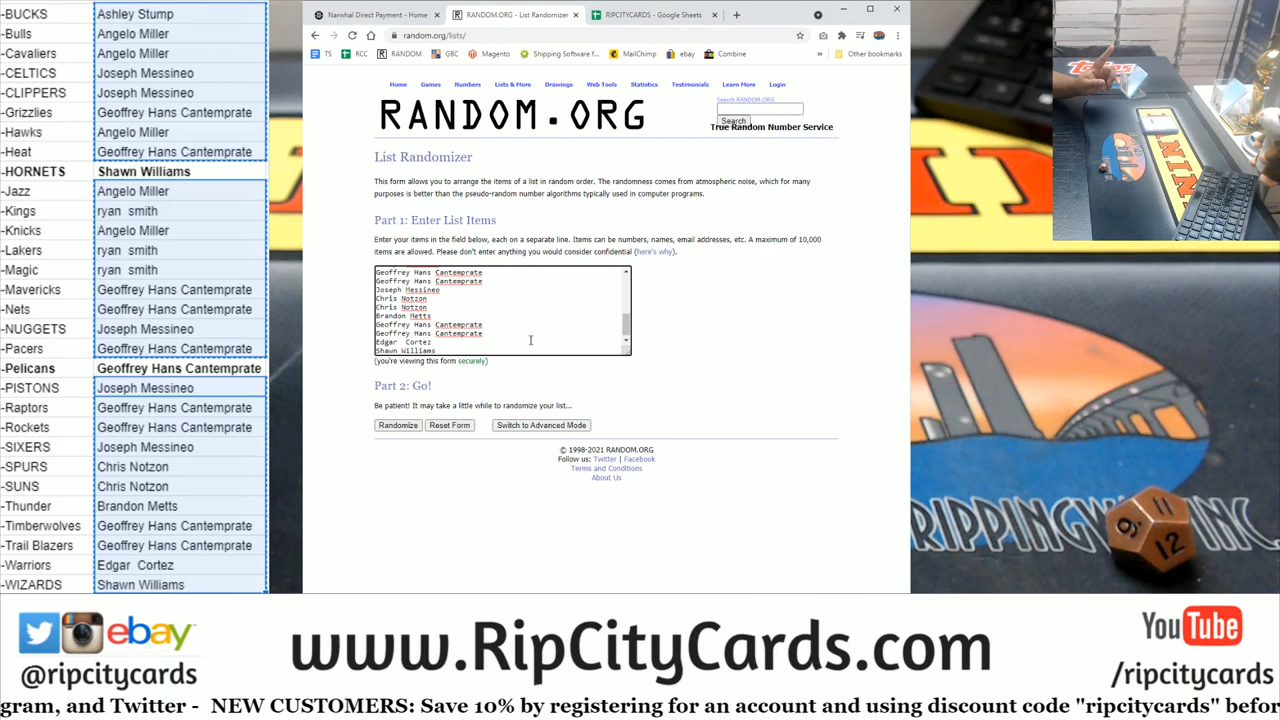 -BUCKS Ashley Stump
-Bulls Angelo Miller
-Cavaliers Angelo Miller
-CELTICS Joseph Messineo
-CLIPPERS Joseph Messineo
-Grizzlies Geoffrey Hans Cantemprate
-Hawks Angelo Miller
-Heat Geoffrey Hans Cantemprate
-HORNETS Shawn Williams
-Jazz Angelo Miller
-Kings ryan smith
-Knicks Angelo Miller
-Lakers ryan smith
-Magic ryan smith
-Mavericks Geoffrey Hans Cantemprate
-Nets Geoffrey Hans Cantemprate
-NUGGETS Joseph Messineo
-Pacers Geoffrey Hans Cantemprate
-Pelicans Geoffrey Hans Cantemprate
-PISTONS Joseph Messineo
-Raptors Geoffrey Hans Cantemprate
-Rockets Geoffrey Hans Cantemprate
-SIXERS Joseph Messineo
-SPURS Chris Notzon
-SUNS Chris Notzon
-Thunder Brandon Metts
-Timberwolves Geoffrey Hans Cantemprate
-Trail Blazers Geoffrey Hans Cantemprate
-Warriors Edgar Cortez
-WIZARDS Shawn Williams
Narwhal Direct Payment - Home RANDOM.ORG - List Randomizer RIPCITYCARDS - Google Sheets
random.org/lists/
TS RCC RANDOM GBC Magento Shipping Software f... MailChimp ebay Combine » Other bookmarks
Home Games Numbers Lists & More Drawings Web Tools Statistics Testimonials Learn More Login
RANDOM.ORG
Search RANDOM.ORG
Search
True Random Number Service
List Randomizer
This form allows you to arrange the items of a list in random order. The randomness comes from atmospheric noise, which for many
purposes is better than the pseudo-random number algorithms typically used in computer programs.
Part 1: Enter List Items
Enter your items in the field below, each on a separate line. Items can be numbers, names, email addresses, etc. A maximum of 10,000
items are allowed. Please don't enter anything you would consider confidential (here's why).
Geoffrey Hans Cantemprate
Geoffrey Hans Cantemprate
Joseph Messineo
Chris Notzon
Chris Notzon
Brandon Metts
Geoffrey Hans Cantemprate
Geoffrey Hans Cantemprate
Edgar Cortez
Shawn Williams
(you're viewing this form securely)
Part 2: Go!
Be patient! It may take a little while to randomize your list...
Randomize Reset Form Switch to Advanced Mode
© 1998-2021 RANDOM.ORG
Follow us: Twitter | Facebook
Terms and Conditions
About Us
9. 11
12
ebay
@ripcitycards
www.RipCityCards.com
YouTube
/ripcitycards
gram, and Twitter - NEW CUSTOMERS: Save 10% by registering for an account and using discount code "ripcitycards" befor